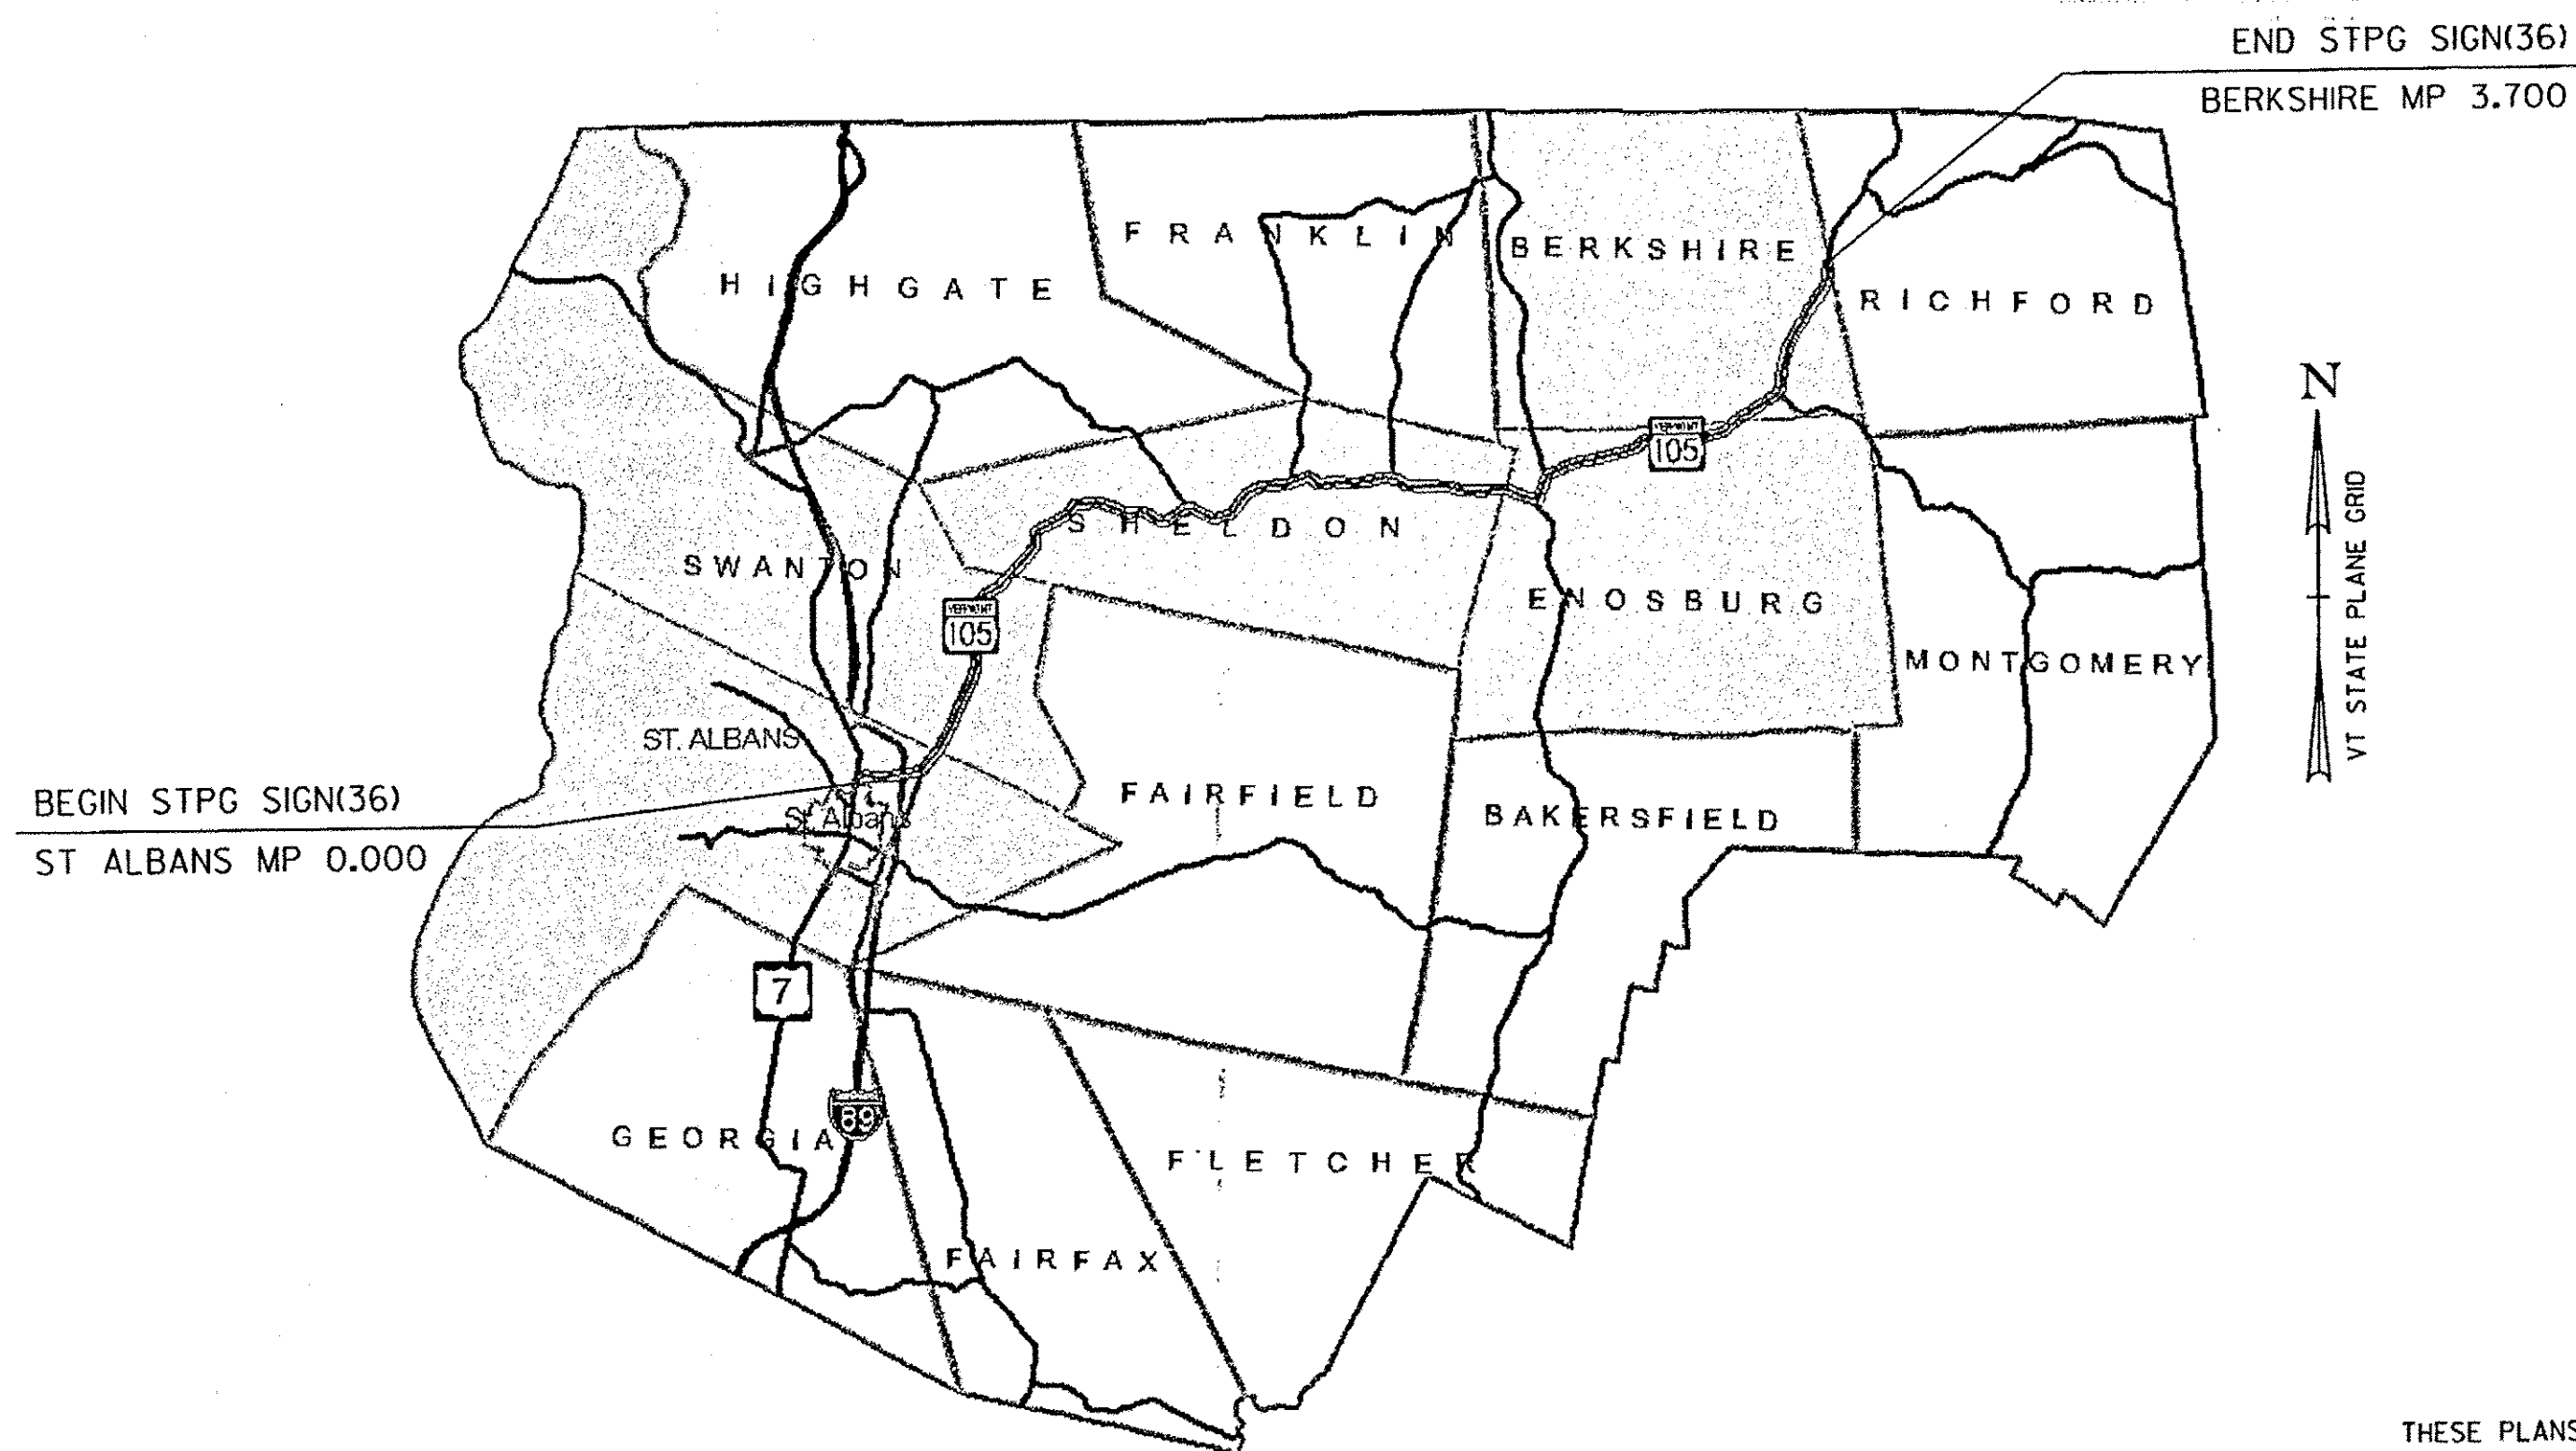 END STPG SIGN(36)
BERKSHIRE MP 3.700
FRANKLIN
BERKSHIRE
HIGHGATE
RICHFORD
N
VT STATE PLANE GRID
VERMONT
105
SHELDON
SWANTON
VERMONT
105
ENOSBURG
MONTGOMERY
ST. ALBANS
BEGIN STPG SIGN(36)
ST ALBANS MP 0.000
St. Albans
FAIRFIELD
BAKERSFIELD
7
89
GEORGIA
FLETCHER
FAIRFAX
THESE PLANS